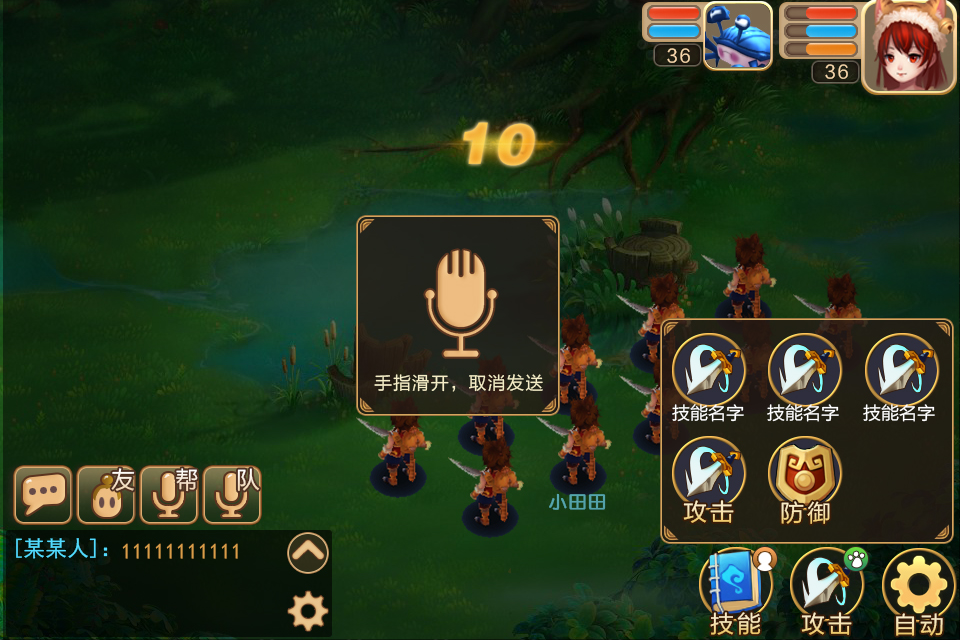 36
36
10
手指滑开，取消发送
技能名字
技能名字
技能名字
攻击
防御
小田田
友
帮
队
[某某人]：11111111111
技能
攻击
自动